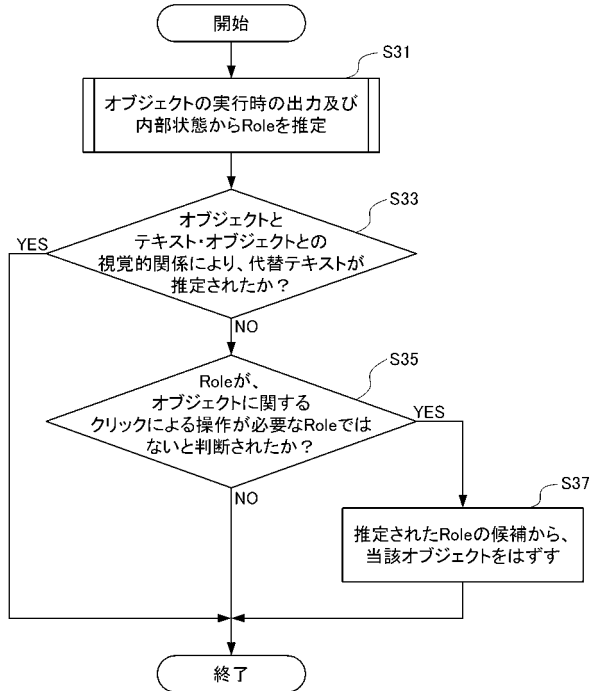 開始
S31
オブジェクトの実行時の出力及び
内部状態からRoleを推定
S33
オブジェクトと
テキスト・オブジェクトとの
視覚的関係により、代替テキストが
推定されたか？
YES
NO
S35
Roleが、
オブジェクトに関する
クリックによる操作が必要なRoleでは
ないと判断されたか？
YES
NO
S37
推定されたRoleの候補から、
当該オブジェクトをはずす
終了